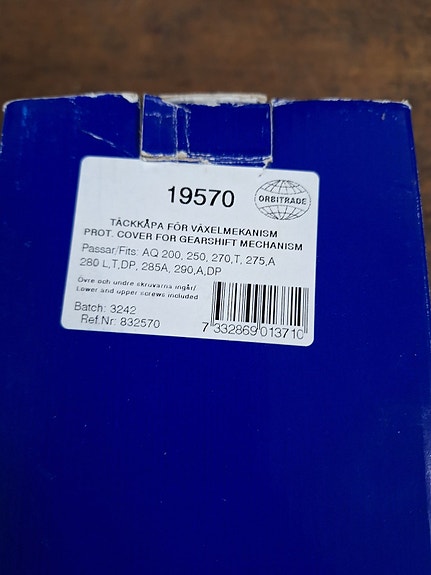 19570
ORBITRADE
TÄCKKÅPA FÖR VÄXELMEKANISM
PROT. COVER FOR GEARSHIFT MECHANISM
Passar/Fits: AQ 200, 250, 270,T, 275,A
280 L,T,DP, 285A, 290,A,DP
Övre och undre skruvarna ingår/
Lower and upper screws included
Batch: 3242
Ref.Nr: 832570
7 332869 013710